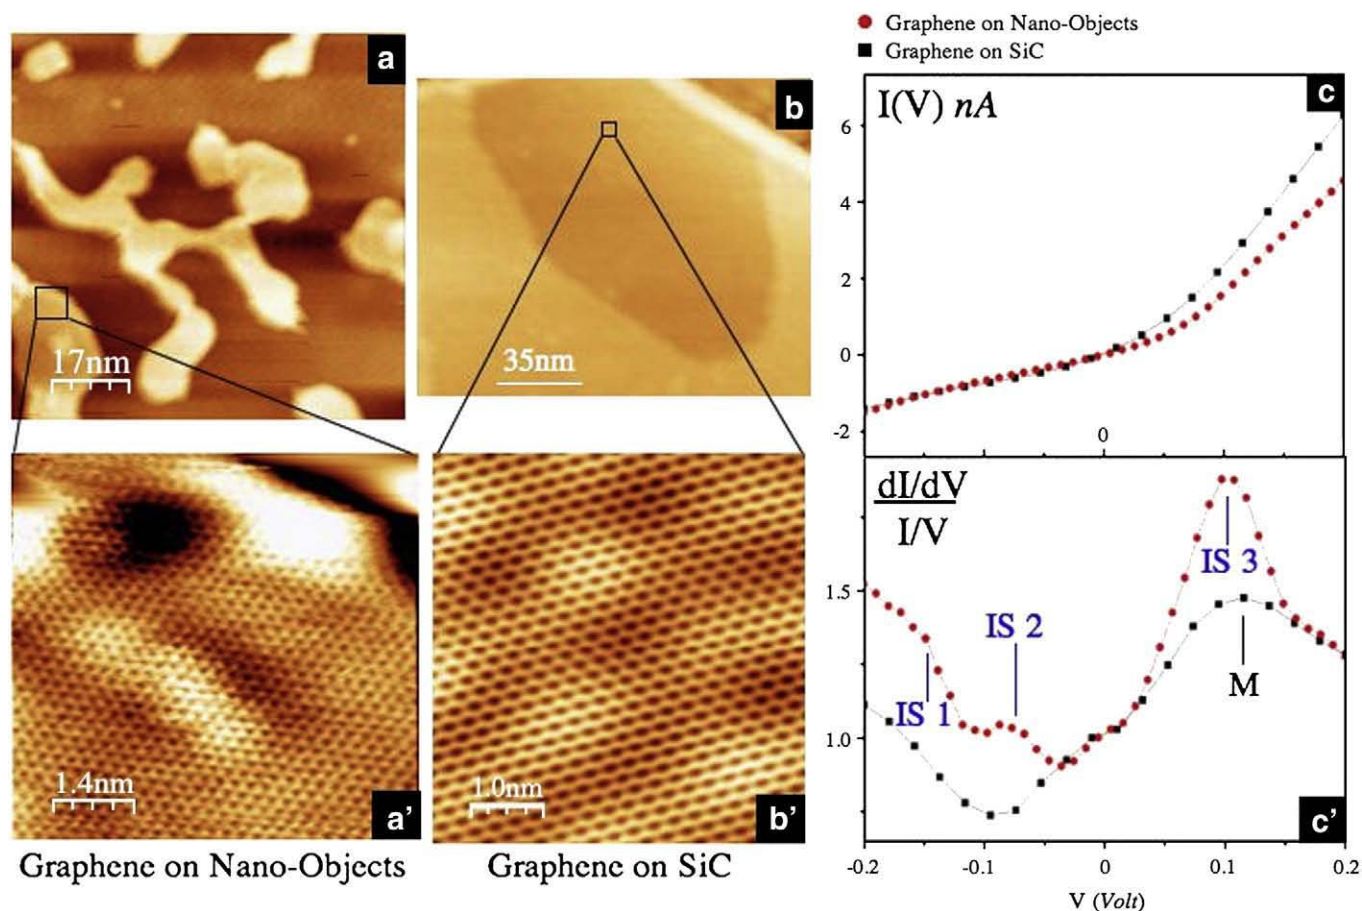 Graphene on Nano-Objects
Graphene on SiC
a
17nm
b
35nm
c
I(V) nA
6
4
2
0
-2
0
a’
1.4nm
b’
1.0nm
c’
dI/dV
I/V
1.5
1.0
IS 1
IS 2
IS 3
M
-0.2
-0.1
0
0.1
0.2
V (Volt)
Graphene on Nano-Objects
Graphene on SiC